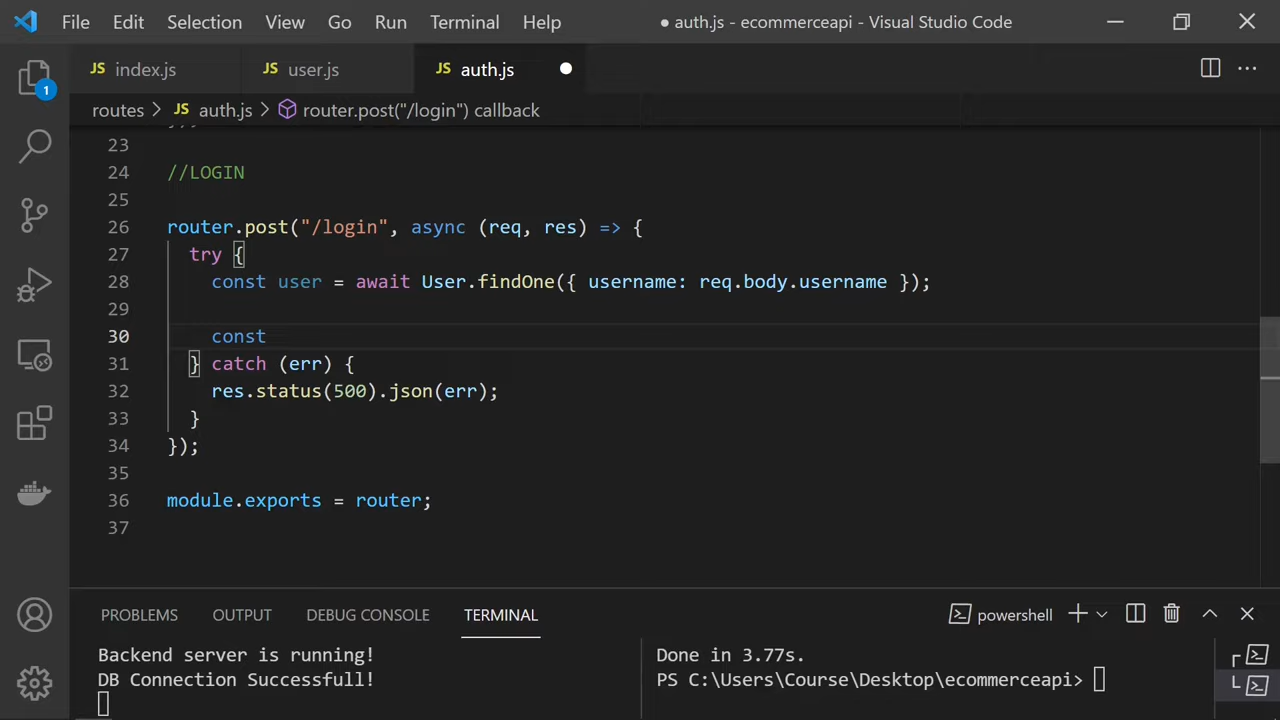 File Edit Selection View Go Run Terminal Help ● auth.js - ecommerceapi - Visual Studio Code
JS index.js JS user.js JS auth.js
1
routes > JS auth.js > router.post("/login") callback
23
24 //LOGIN
25
26 router.post("/login", async (req, res) => {
27 try {
28 const user = await User.findOne({ username: req.body.username });
29
30 const
31 } catch (err) {
32 res.status(500).json(err);
33 }
34 });
35
36 module.exports = router;
37
PROBLEMS OUTPUT DEBUG CONSOLE TERMINAL powershell
Backend server is running!
DB Connection Successfull!
Done in 3.77s.
PS C:\Users\Course\Desktop\ecommerceapi>